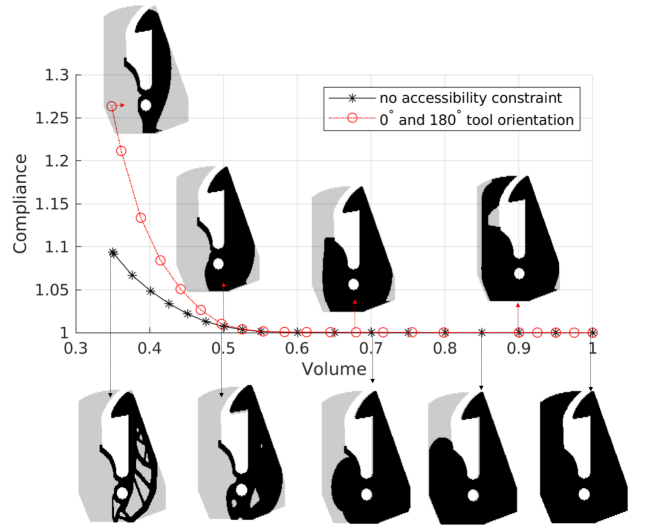 1.3
1.25
1.2
1.15
1.1
1.05
1
Compliance
no accessibility constraint
0° and 180° tool orientation
0.3 0.4 0.5 0.6 0.7 0.8 0.9 1
Volume